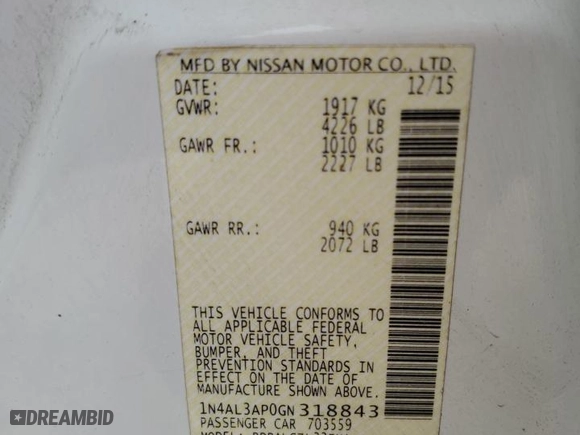 MFD BY NISSAN MOTOR CO., LTD.
DATE: 12/15
GVWR: 1917 KG
4226 LB
GAWR FR.: 1010 KG
2227 LB
GAWR RR.: 940 KG
2072 LB
THIS VEHICLE CONFORMS TO
ALL APPLICABLE FEDERAL
MOTOR VEHICLE SAFETY,
BUMPER, AND THEFT
PREVENTION STANDARDS IN
EFFECT ON THE DATE OF
MANUFACTURE SHOWN ABOVE.
1N4AL3AP0GN318843
PASSENGER CAR 703559
DREAMBID